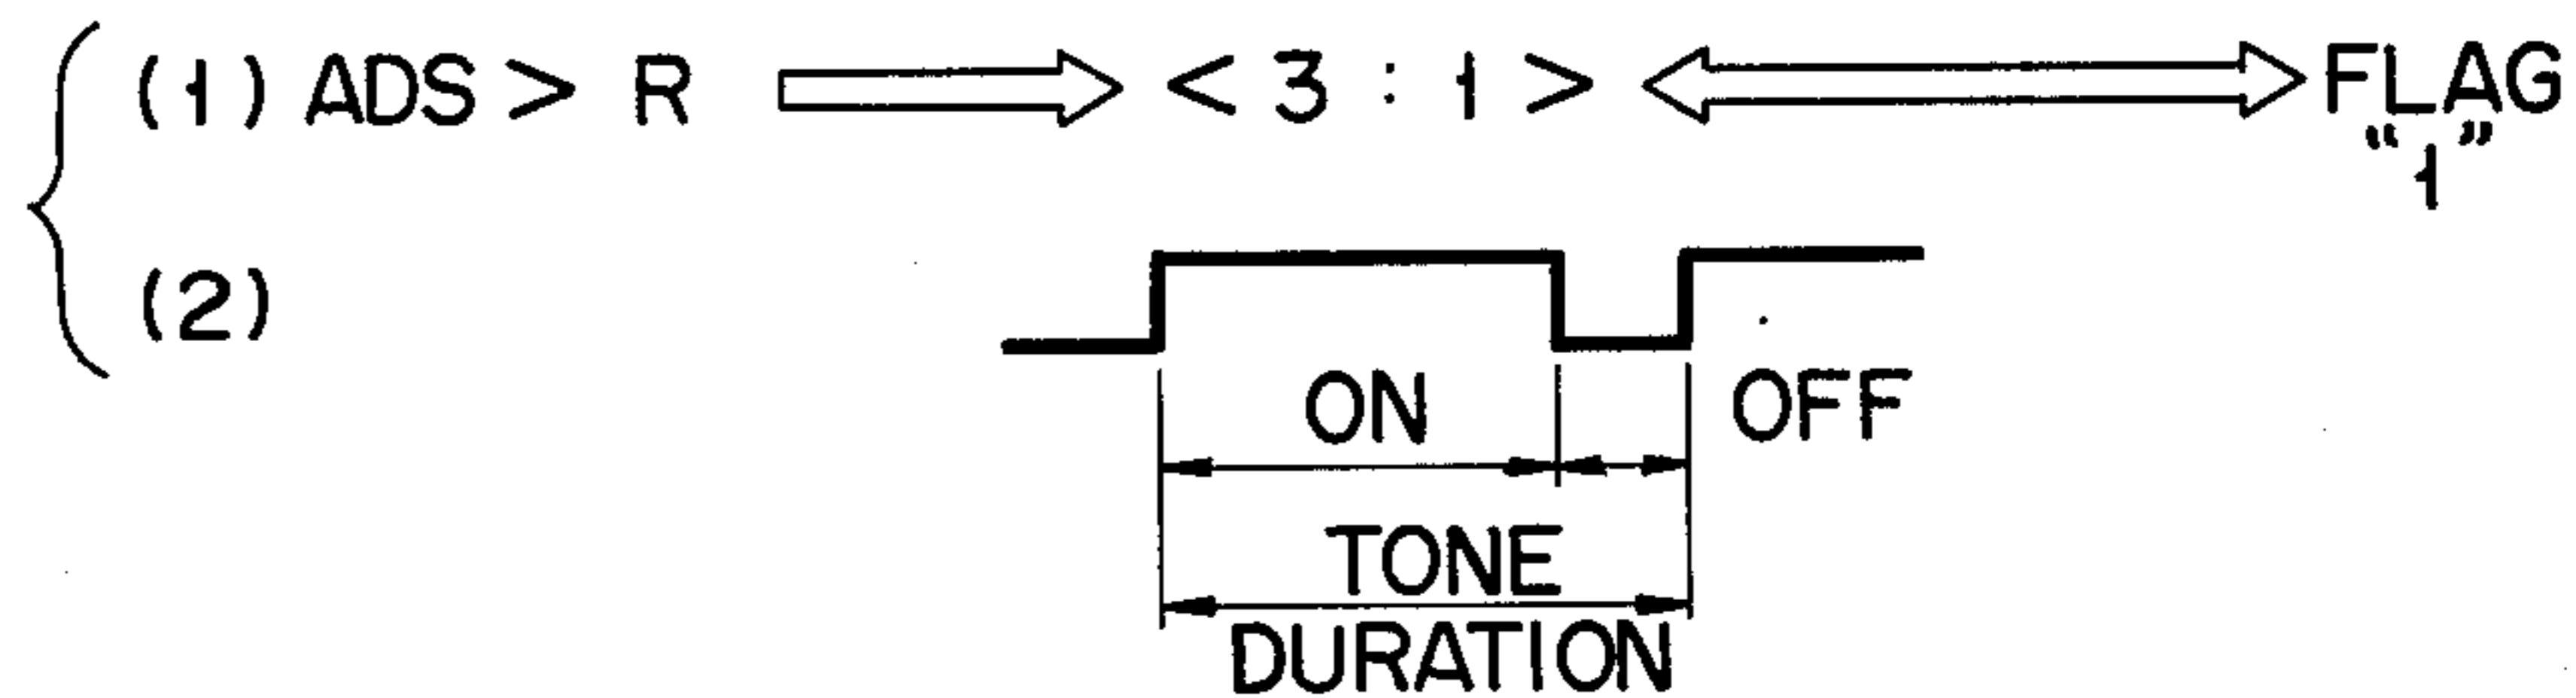 (1) ADS > R < 3 : 1 > FLAG
"1"
(2)
ON OFF
TONE
DURATION